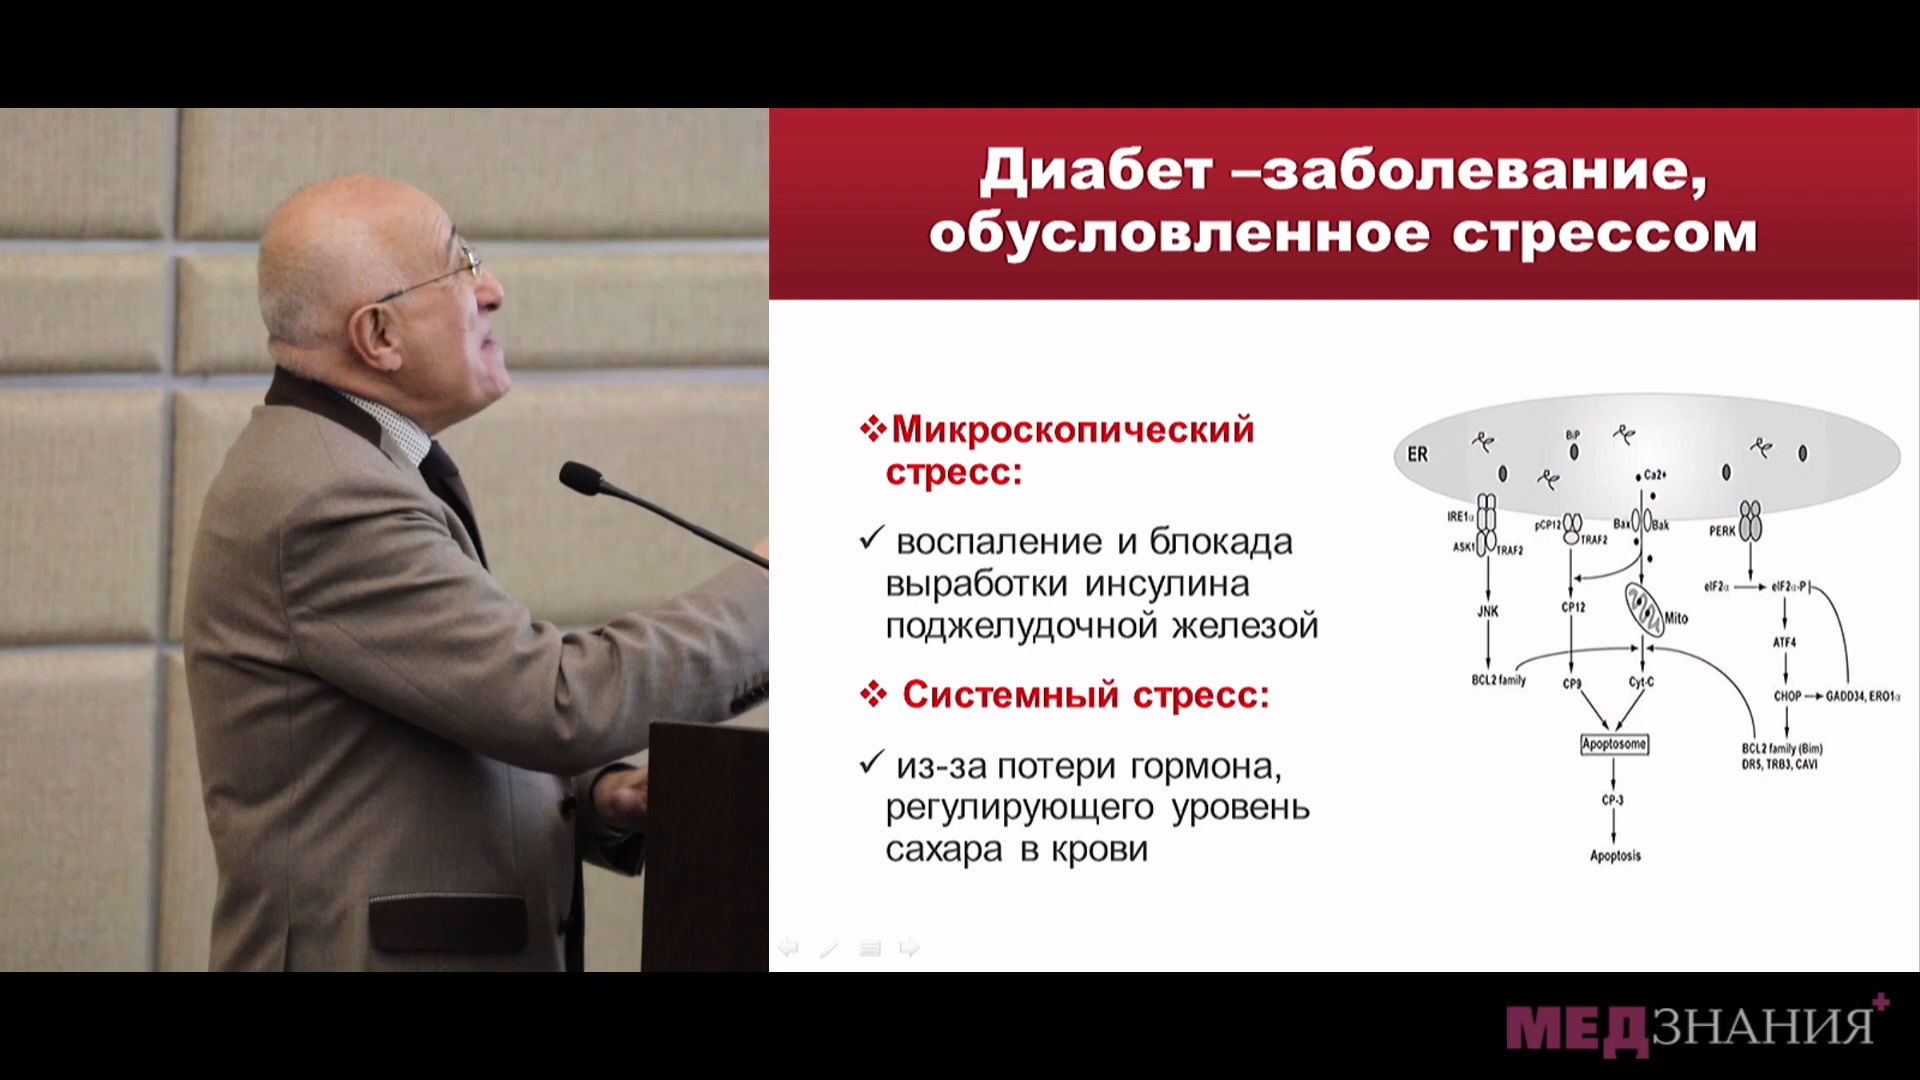 Диабет –заболевание,
обусловленное стрессом
❖Микроскопический
стресс:
✓ воспаление и блокада
выработки инсулина
поджелудочной железой
❖ Системный стресс:
✓ из-за потери гормона,
регулирующего уровень
сахара в крови
ER
BiP
Ca2+
IRE1α
pCP12
Bax
Bak
PERK
ASK1
TRAF2
TRAF2
eIF2α
eIF2α-P
JNK
CP12
Mito
ATF4
BCL2 family
CP9
Cyt-C
CHOP
GADD34, ERO1α
Apoptosome
BCL2 family (Bim)
DR5, TRB3, CAVI
CP-3
Apoptosis
МЕДЗНАНИЯ+